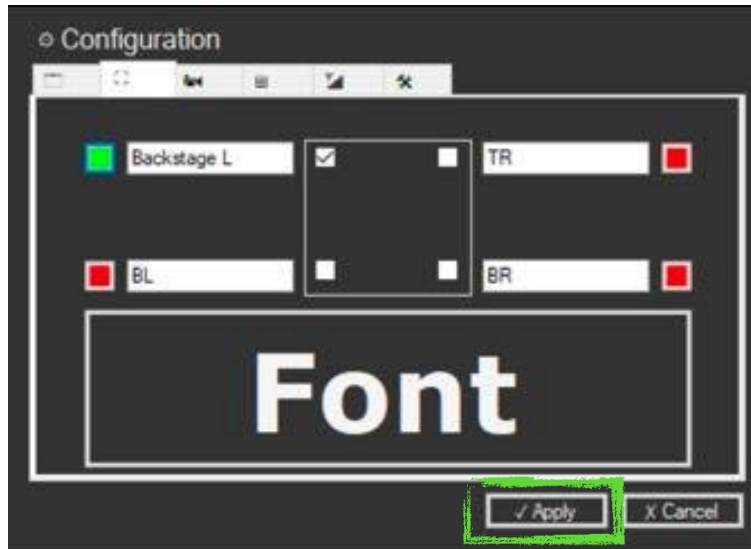 Configuration
Backstage L
TR
BL
BR
Font
✓ Apply
X Cancel